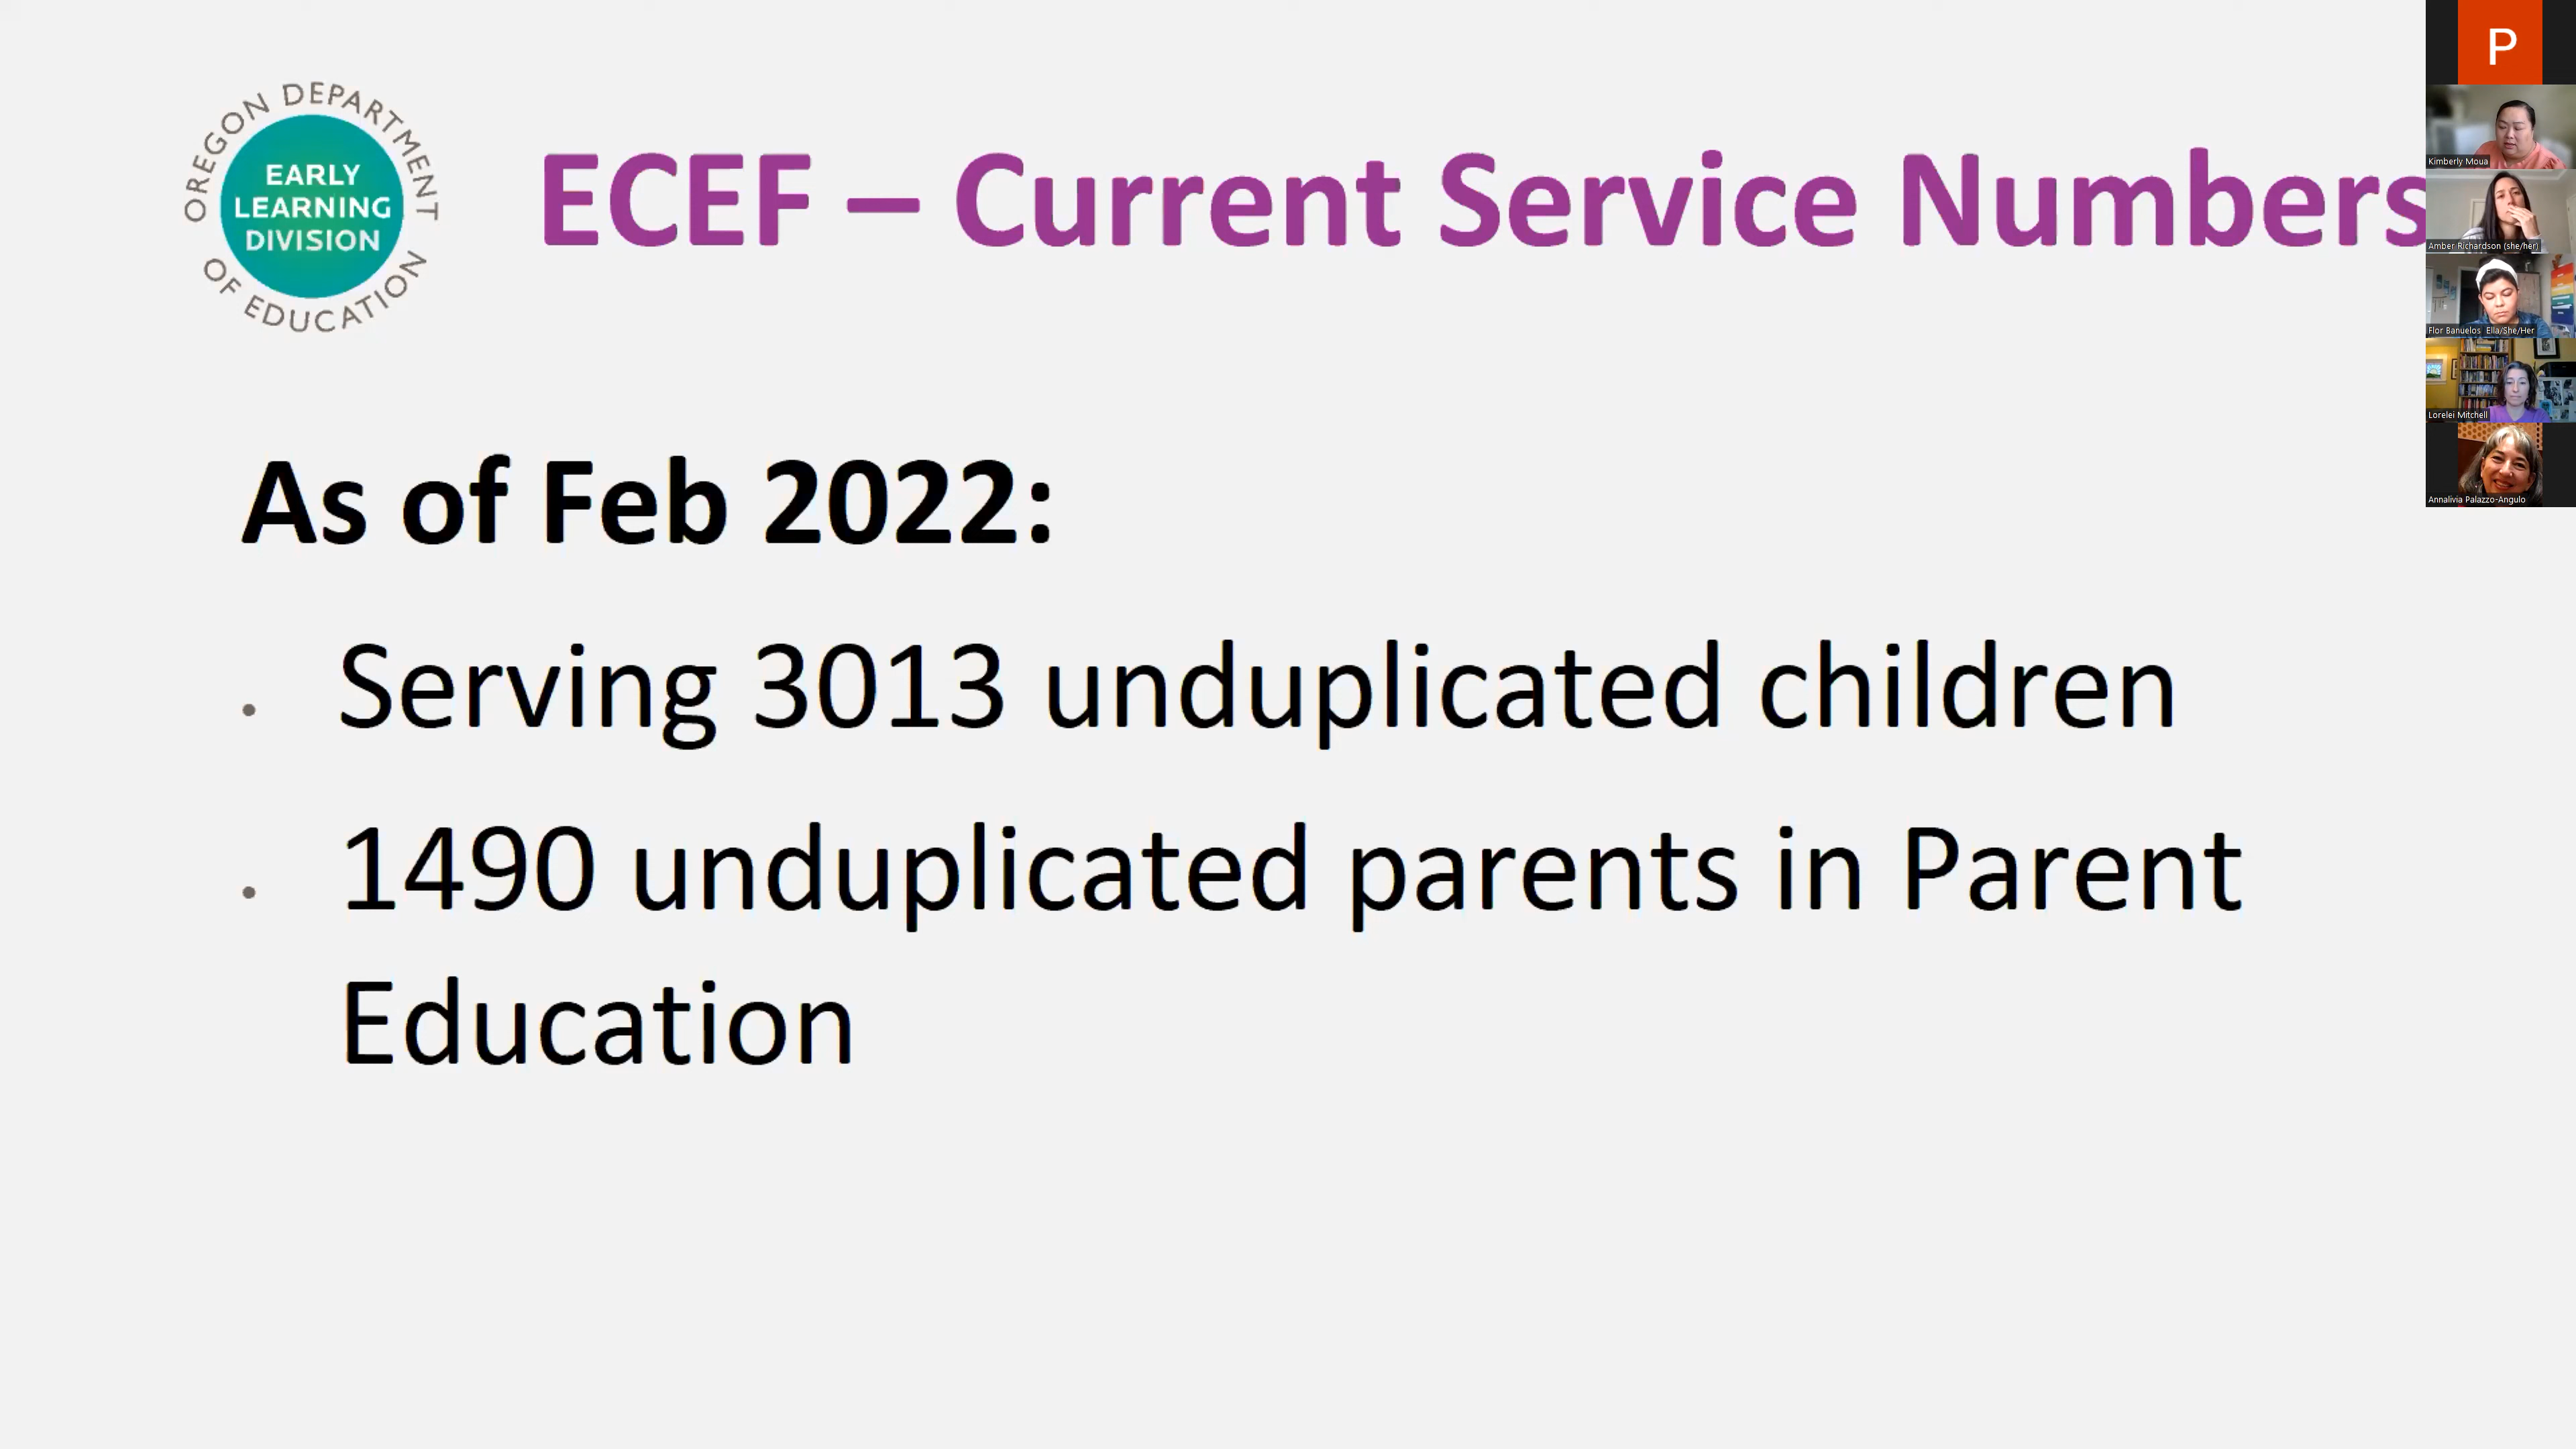 OREGON DEPARTMENT
OF EDUCATION
EARLY
LEARNING
DIVISION
ECEF – Current Service Numbers
As of Feb 2022:
• Serving 3013 unduplicated children
• 1490 unduplicated parents in Parent
Education
P
Kimberly Moua
Amber Richardson (she/her)
Flor Banuelos Ella/She/Her
Lorelei Mitchell
Annalivia Palazzo-Angulo